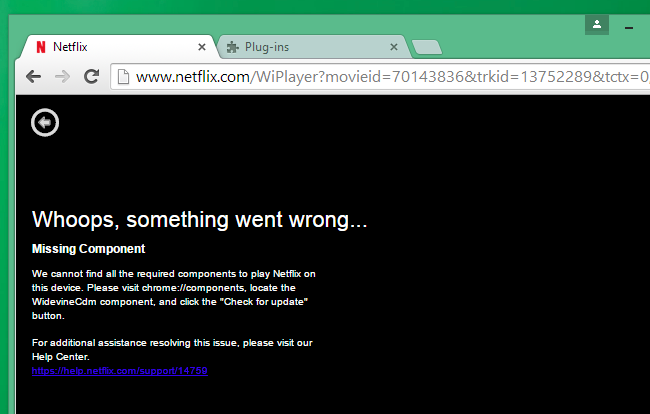 Netflix
Plug-ins
www.netflix.com/WiPlayer?movieid=70143836&trkid=13752289&tctx=0
Whoops, something went wrong...
Missing Component
We cannot find all the required components to play Netflix on
this device. Please visit chrome://components, locate the
WidevineCdm component, and click the "Check for update"
button.
For additional assistance resolving this issue, please visit our
Help Center.
https://help.netflix.com/support/14759